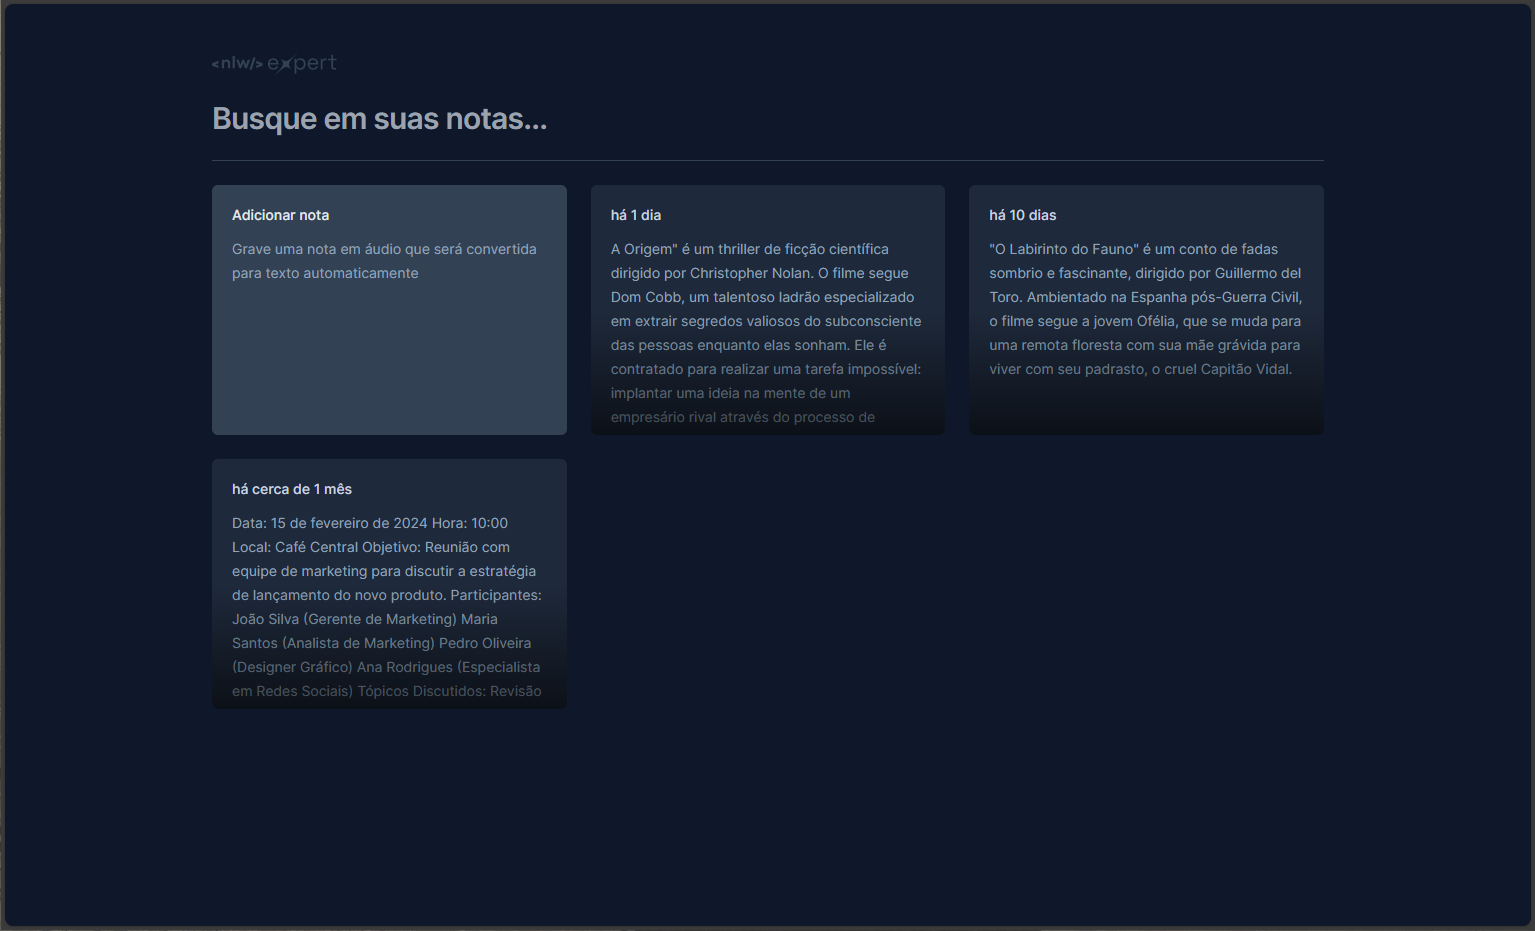 <nlw/> expert
Busque em suas notas...
Adicionar nota
Grave uma nota em áudio que será convertida
para texto automaticamente
há 1 dia
A Origem" é um thriller de ficção científica
dirigido por Christopher Nolan. O filme segue
Dom Cobb, um talentoso ladrão especializado
em extrair segredos valiosos do subconsciente
das pessoas enquanto elas sonham. Ele é
contratado para realizar uma tarefa impossível:
implantar uma ideia na mente de um
empresário rival através do processo de
há 10 dias
"O Labirinto do Fauno" é um conto de fadas
sombrio e fascinante, dirigido por Guillermo del
Toro. Ambientado na Espanha pós-Guerra Civil,
o filme segue a jovem Ofélia, que se muda para
uma remota floresta com sua mãe grávida para
viver com seu padrasto, o cruel Capitão Vidal.
há cerca de 1 mês
Data: 15 de fevereiro de 2024 Hora: 10:00
Local: Café Central Objetivo: Reunião com
equipe de marketing para discutir a estratégia
de lançamento do novo produto. Participantes:
João Silva (Gerente de Marketing) Maria
Santos (Analista de Marketing) Pedro Oliveira
(Designer Gráfico) Ana Rodrigues (Especialista
em Redes Sociais) Tópicos Discutidos: Revisão